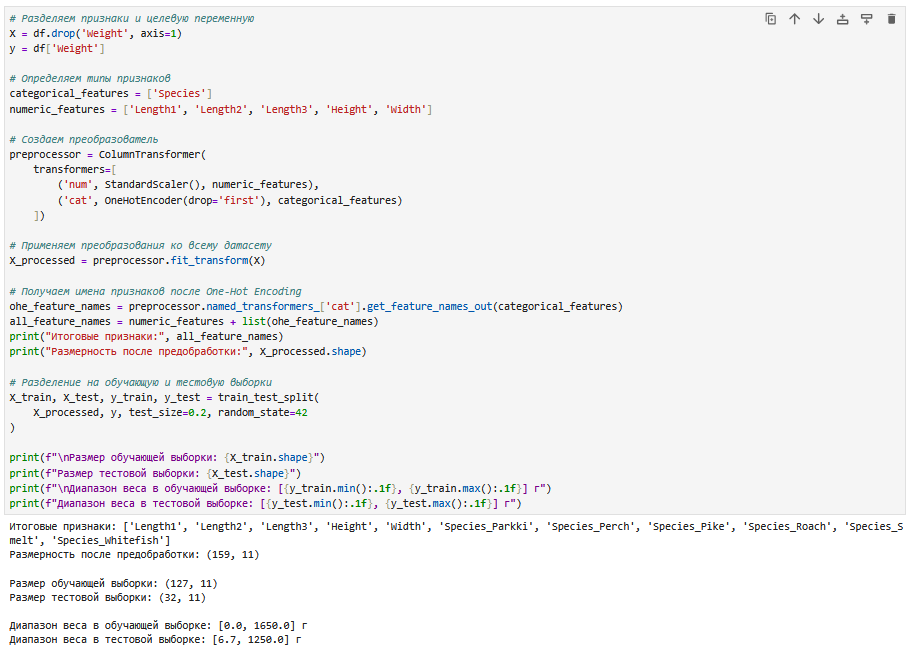 # Разделяем признаки и целевую переменную
X = df.drop('Weight', axis=1)
y = df['Weight']

# Определяем типы признаков
categorical_features = ['Species']
numeric_features = ['Length1', 'Length2', 'Length3', 'Height', 'Width']

# Создаем преобразователь
preprocessor = ColumnTransformer(
    transformers=[
        ('num', StandardScaler(), numeric_features),
        ('cat', OneHotEncoder(drop='first'), categorical_features)
    ])

# Применяем преобразования ко всему датасету
X_processed = preprocessor.fit_transform(X)

# Получаем имена признаков после One-Hot Encoding
ohe_feature_names = preprocessor.named_transformers_['cat'].get_feature_names_out(categorical_features)
all_feature_names = numeric_features + list(ohe_feature_names)
print("Итоговые признаки:", all_feature_names)
print("Размерность после предобработки:", X_processed.shape)

# Разделение на обучающую и тестовую выборки
X_train, X_test, y_train, y_test = train_test_split(
    X_processed, y, test_size=0.2, random_state=42
)

print(f"\nРазмер обучающей выборки: {X_train.shape}")
print(f"Размер тестовой выборки: {X_test.shape}")
print(f"\nДиапазон веса в обучающей выборке: [{y_train.min():.1f}, {y_train.max():.1f}] г")
print(f"Диапазон веса в тестовой выборке: [{y_test.min():.1f}, {y_test.max():.1f}] г")
Итоговые признаки: ['Length1', 'Length2', 'Length3', 'Height', 'Width', 'Species_Parkki', 'Species_Perch', 'Species_Pike', 'Species_Roach', 'Species_S
melt', 'Species_Whitefish']
Размерность после предобработки: (159, 11)

Размер обучающей выборки: (127, 11)
Размер тестовой выборки: (32, 11)

Диапазон веса в обучающей выборке: [0.0, 1650.0] г
Диапазон веса в тестовой выборке: [6.7, 1250.0] г